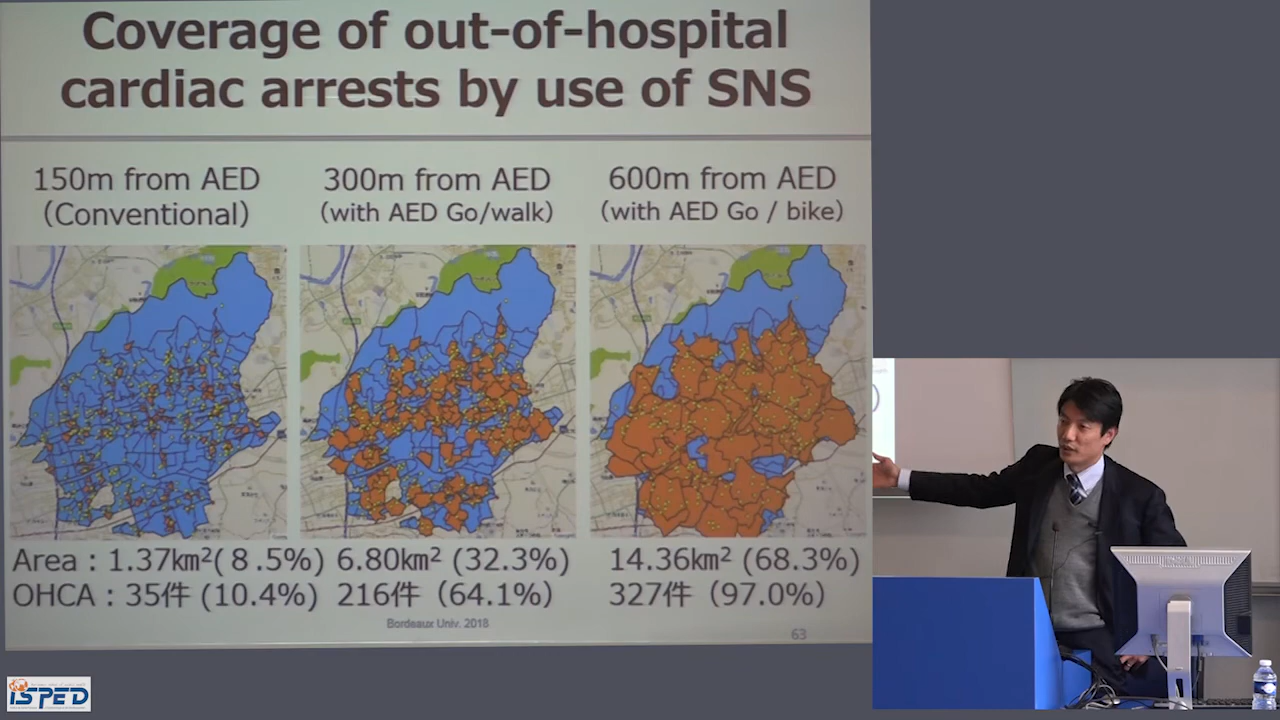 Coverage of out-of-hospital
cardiac arrests by use of SNS
150m from AED
(Conventional)
300m from AED
(with AED Go/walk)
600m from AED
(with AED Go / bike)
Area : 1.37km²( 8.5%) 6.80km² (32.3%) 14.36km² (68.3%)
OHCA : 35件 (10.4%) 216件 (64.1%) 327件 (97.0%)
Bordeaux Univ. 2018
63
ISPED